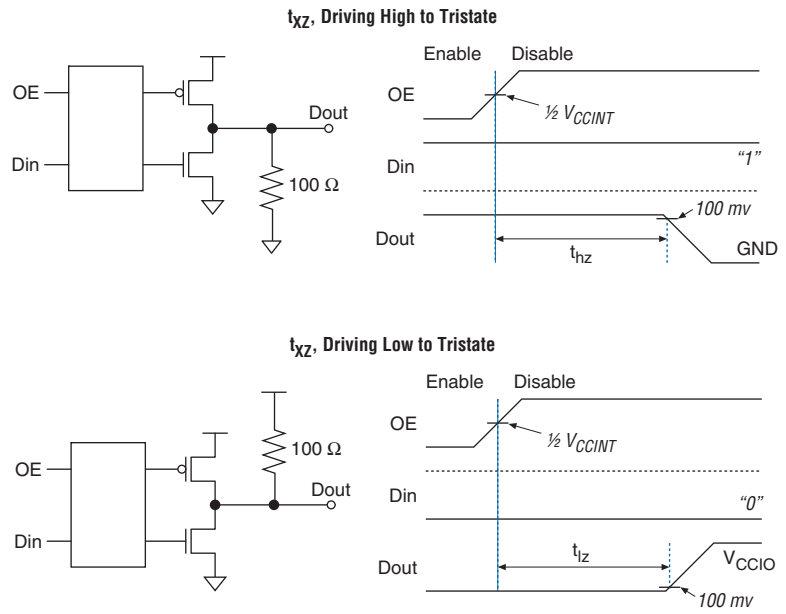 tXZ, Driving High to Tristate
Enable Disable
OE
Din
Dout
100 Ω
OE
½ VCCINT
Din
"1"
Dout
100 mv
thz
GND
tXZ, Driving Low to Tristate
Enable Disable
OE
Din
100 Ω
Dout
OE
½ VCCINT
Din
"0"
Dout
tlz
VCCIO
100 mv